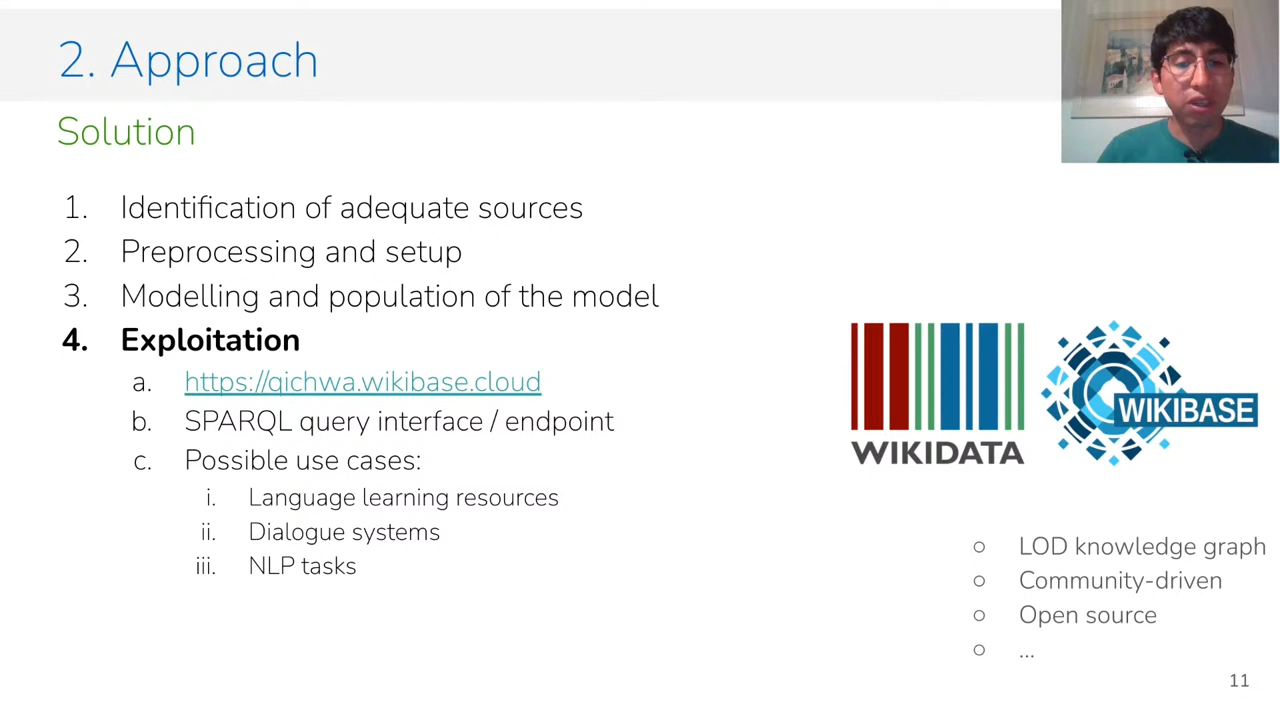 2. Approach
Solution
1. Identification of adequate sources
2. Preprocessing and setup
3. Modelling and population of the model
4. Exploitation
a. https://qichwa.wikibase.cloud
b. SPARQL query interface / endpoint
c. Possible use cases:
i. Language learning resources
ii. Dialogue systems
iii. NLP tasks
WIKIDATA
WIKIBASE
○ LOD knowledge graph
○ Community-driven
○ Open source
○ ...
11